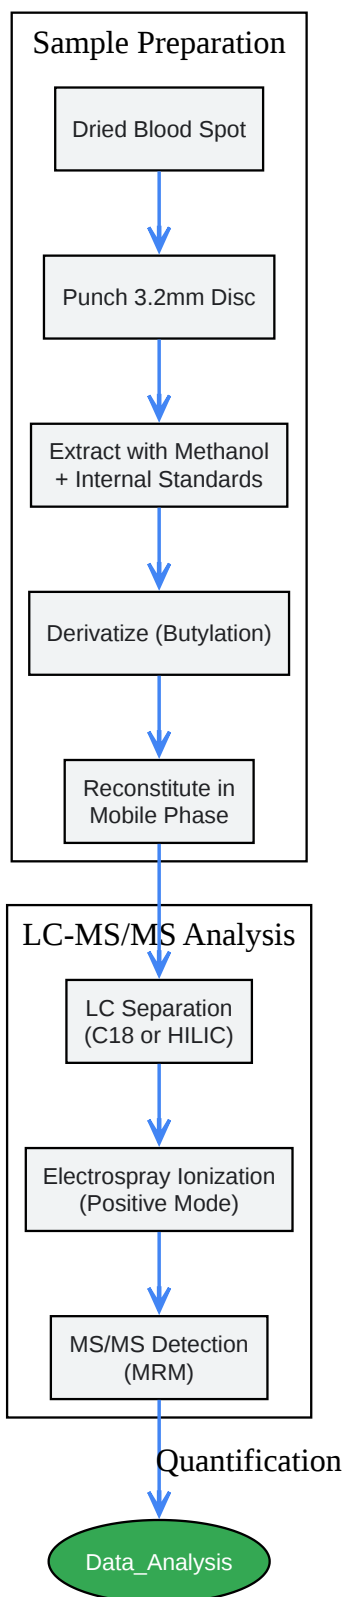 Sample Preparation
Dried Blood Spot
Punch 3.2mm Disc
Extract with Methanol
+ Internal Standards
Derivatize (Butylation)
Reconstitute in
Mobile Phase
LC-MS/MS Analysis
LC Separation
(C18 or HILIC)
Electrospray Ionization
(Positive Mode)
MS/MS Detection
(MRM)
Quantification
Data_Analysis